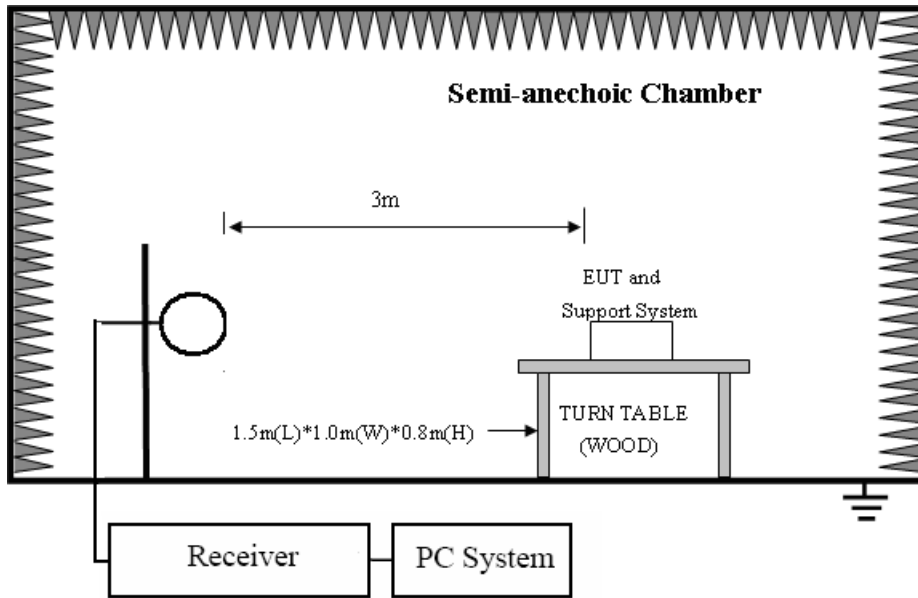 Semi-anechoic Chamber
3m
EUT and
Support System
1.5m(L)*1.0m(W)*0.8m(H)
TURN TABLE
(WOOD)
Receiver
PC System